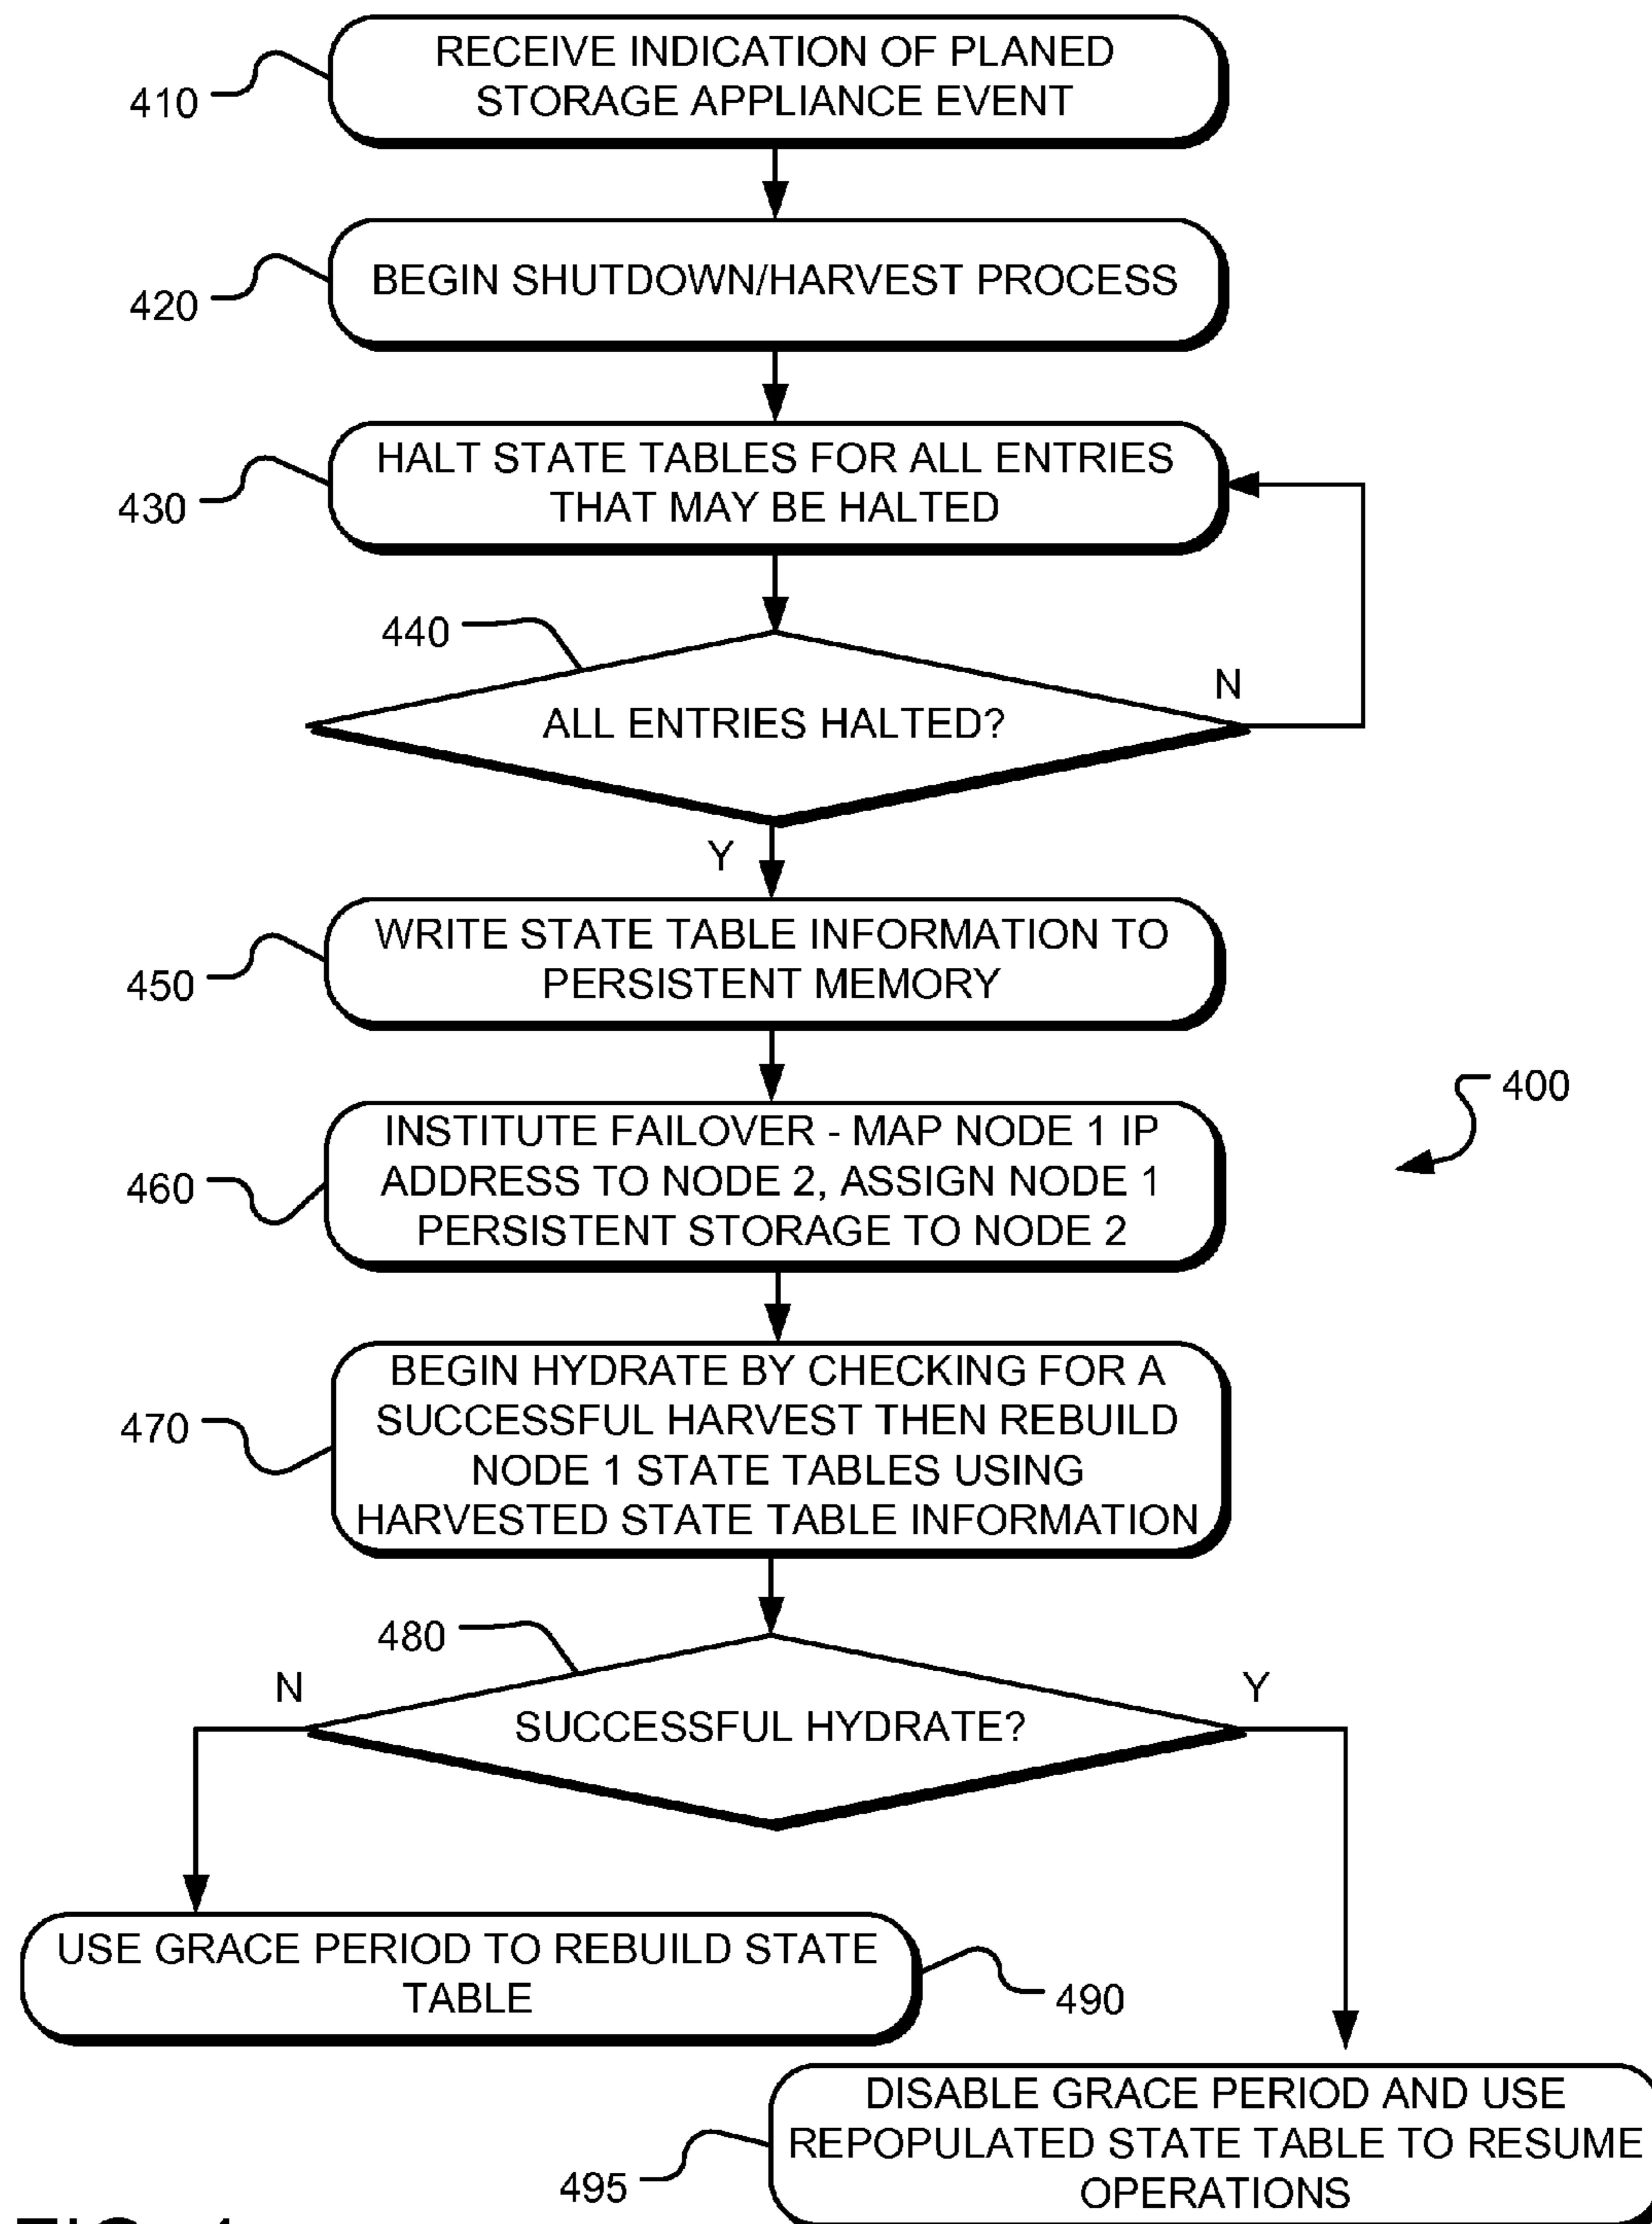 RECEIVE INDICATION OF PLANED
STORAGE APPLIANCE EVENT
410
BEGIN SHUTDOWN/HARVEST PROCESS
420
HALT STATE TABLES FOR ALL ENTRIES
THAT MAY BE HALTED
430
440
N
ALL ENTRIES HALTED?
Y
WRITE STATE TABLE INFORMATION TO
PERSISTENT MEMORY
450
400
INSTITUTE FAILOVER - MAP NODE 1 IP
ADDRESS TO NODE 2, ASSIGN NODE 1
PERSISTENT STORAGE TO NODE 2
460
BEGIN HYDRATE BY CHECKING FOR A
SUCCESSFUL HARVEST THEN REBUILD
NODE 1 STATE TABLES USING
HARVESTED STATE TABLE INFORMATION
470
480
N
Y
SUCCESSFUL HYDRATE?
USE GRACE PERIOD TO REBUILD STATE
TABLE
490
DISABLE GRACE PERIOD AND USE
REPOPULATED STATE TABLE TO RESUME
OPERATIONS
495